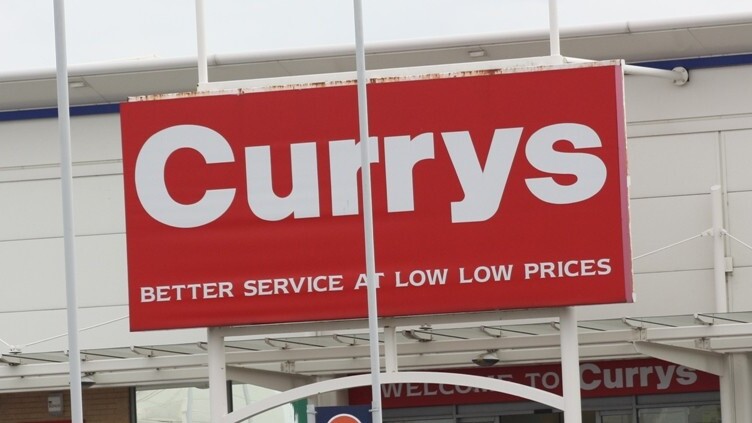 Currys
BETTER SERVICE AT LOW LOW PRICES
WELCOME TO Currys